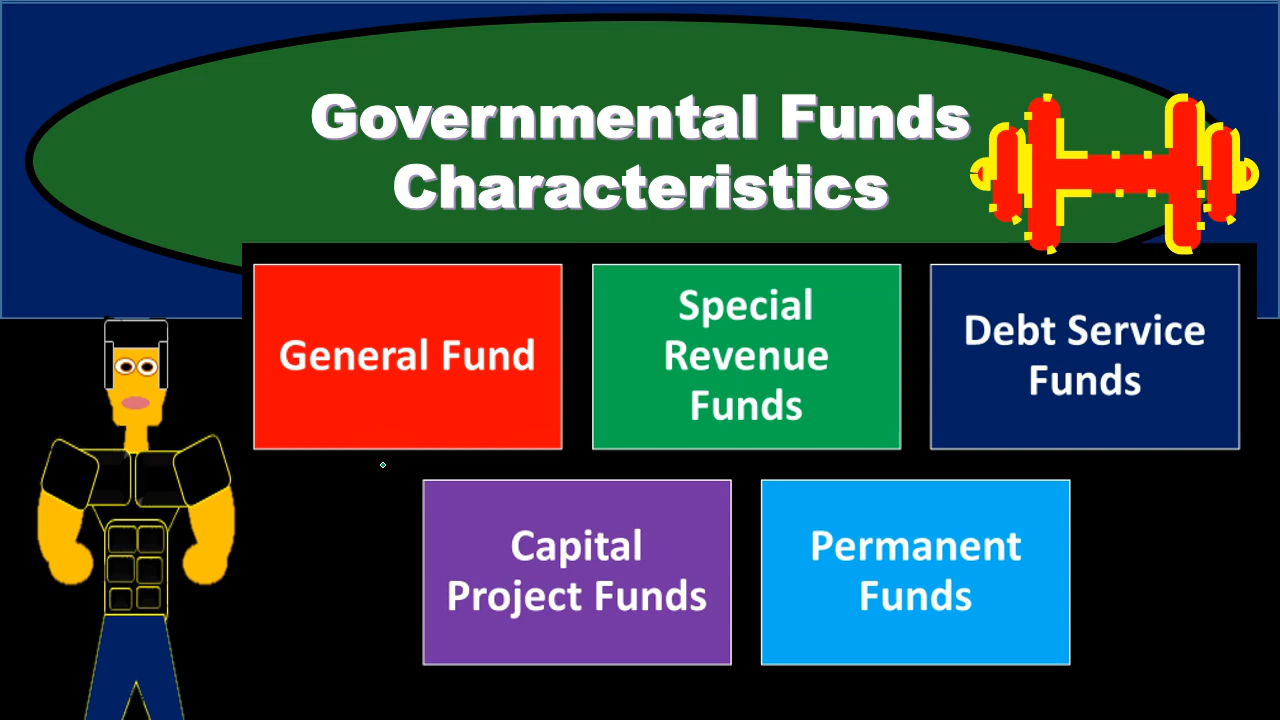 Governmental Funds
Characteristics
General Fund
Special
Revenue
Funds
Debt Service
Funds
Capital
Project Funds
Permanent
Funds